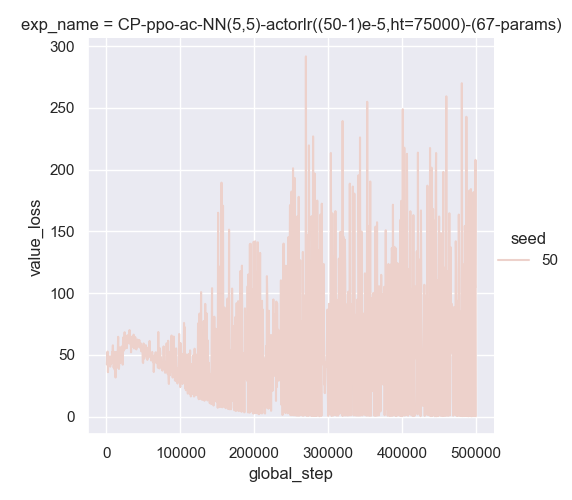 exp_name = CP-ppo-ac-NN(5,5)-actorlr((50-1)e-5,ht=75000)-(67-params)
300
250
200
150
100
50
0
value_loss
0 100000 200000 300000 400000 500000
global_step
seed
50